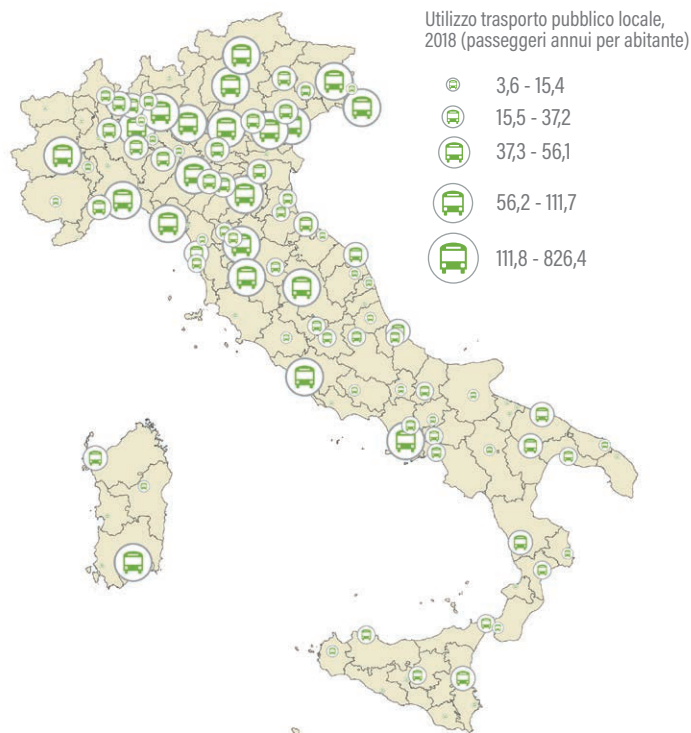 Utilizzo trasporto pubblico locale,
2018 (passeggeri annui per abitante)
3,6 - 15,4
15,5 - 37,2
37,3 - 56,1
56,2 - 111,7
111,8 - 826,4